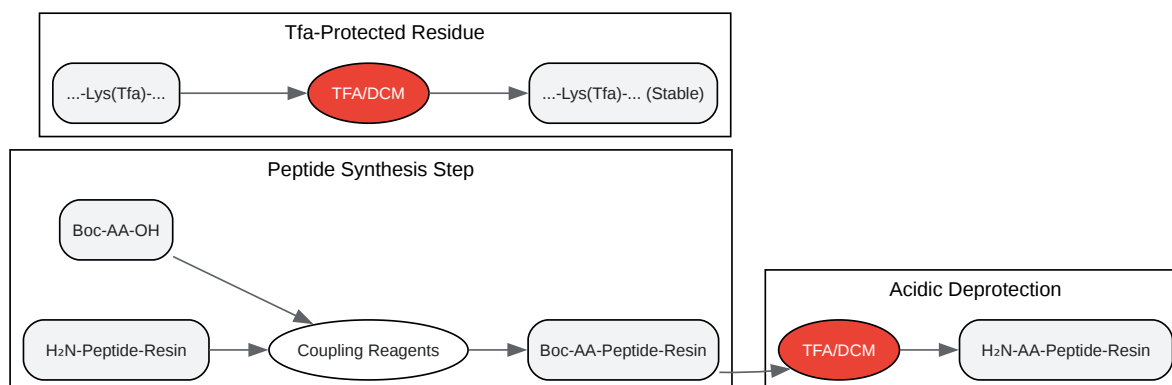 Tfa-Protected Residue
...-Lys(Tfa)-...
TFA/DCM
...-Lys(Tfa)-... (Stable)
Peptide Synthesis Step
Boc-AA-OH
H₂N-Peptide-Resin
Coupling Reagents
Boc-AA-Peptide-Resin
Acidic Deprotection
TFA/DCM
H₂N-AA-Peptide-Resin